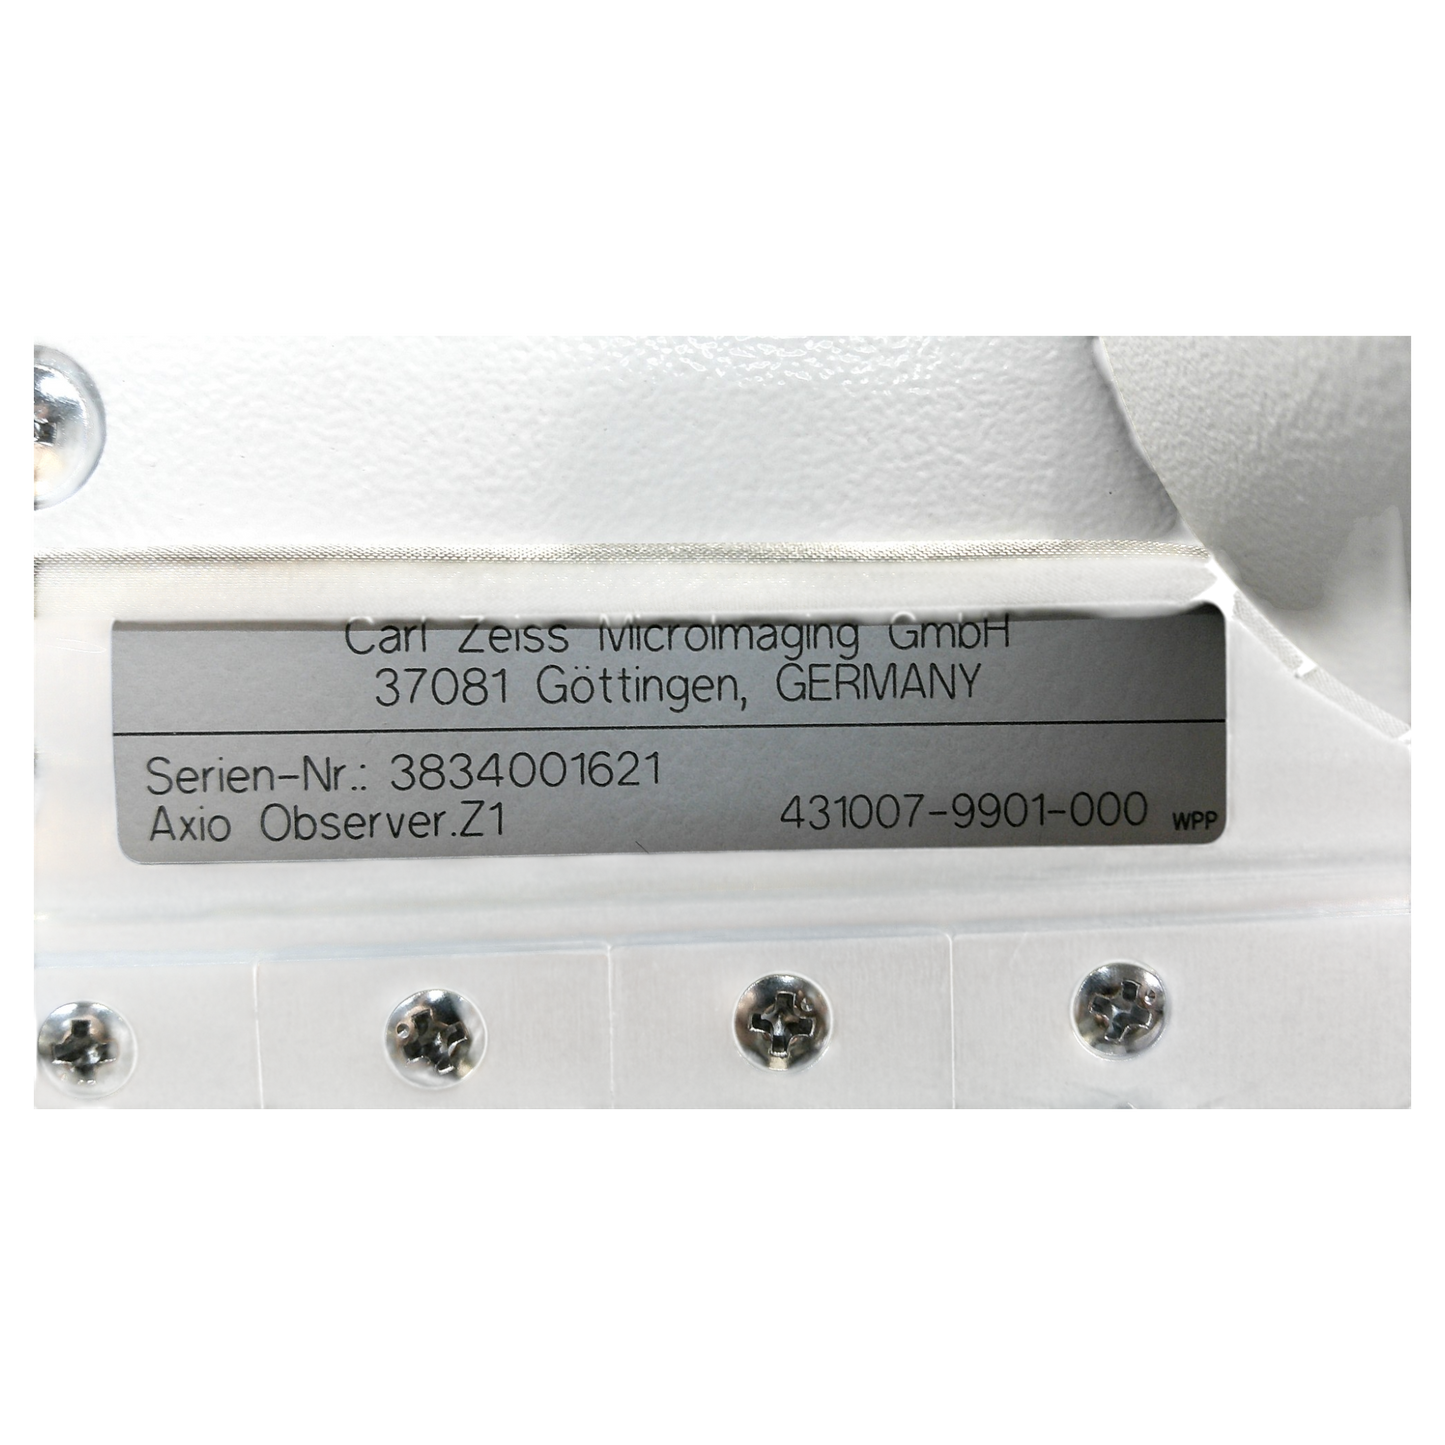 Carl Zeiss MicroImaging GmbH
37081 Göttingen, GERMANY
Serien-Nr.: 3834001621
Axio Observer.Z1 431007-9901-000 WPP